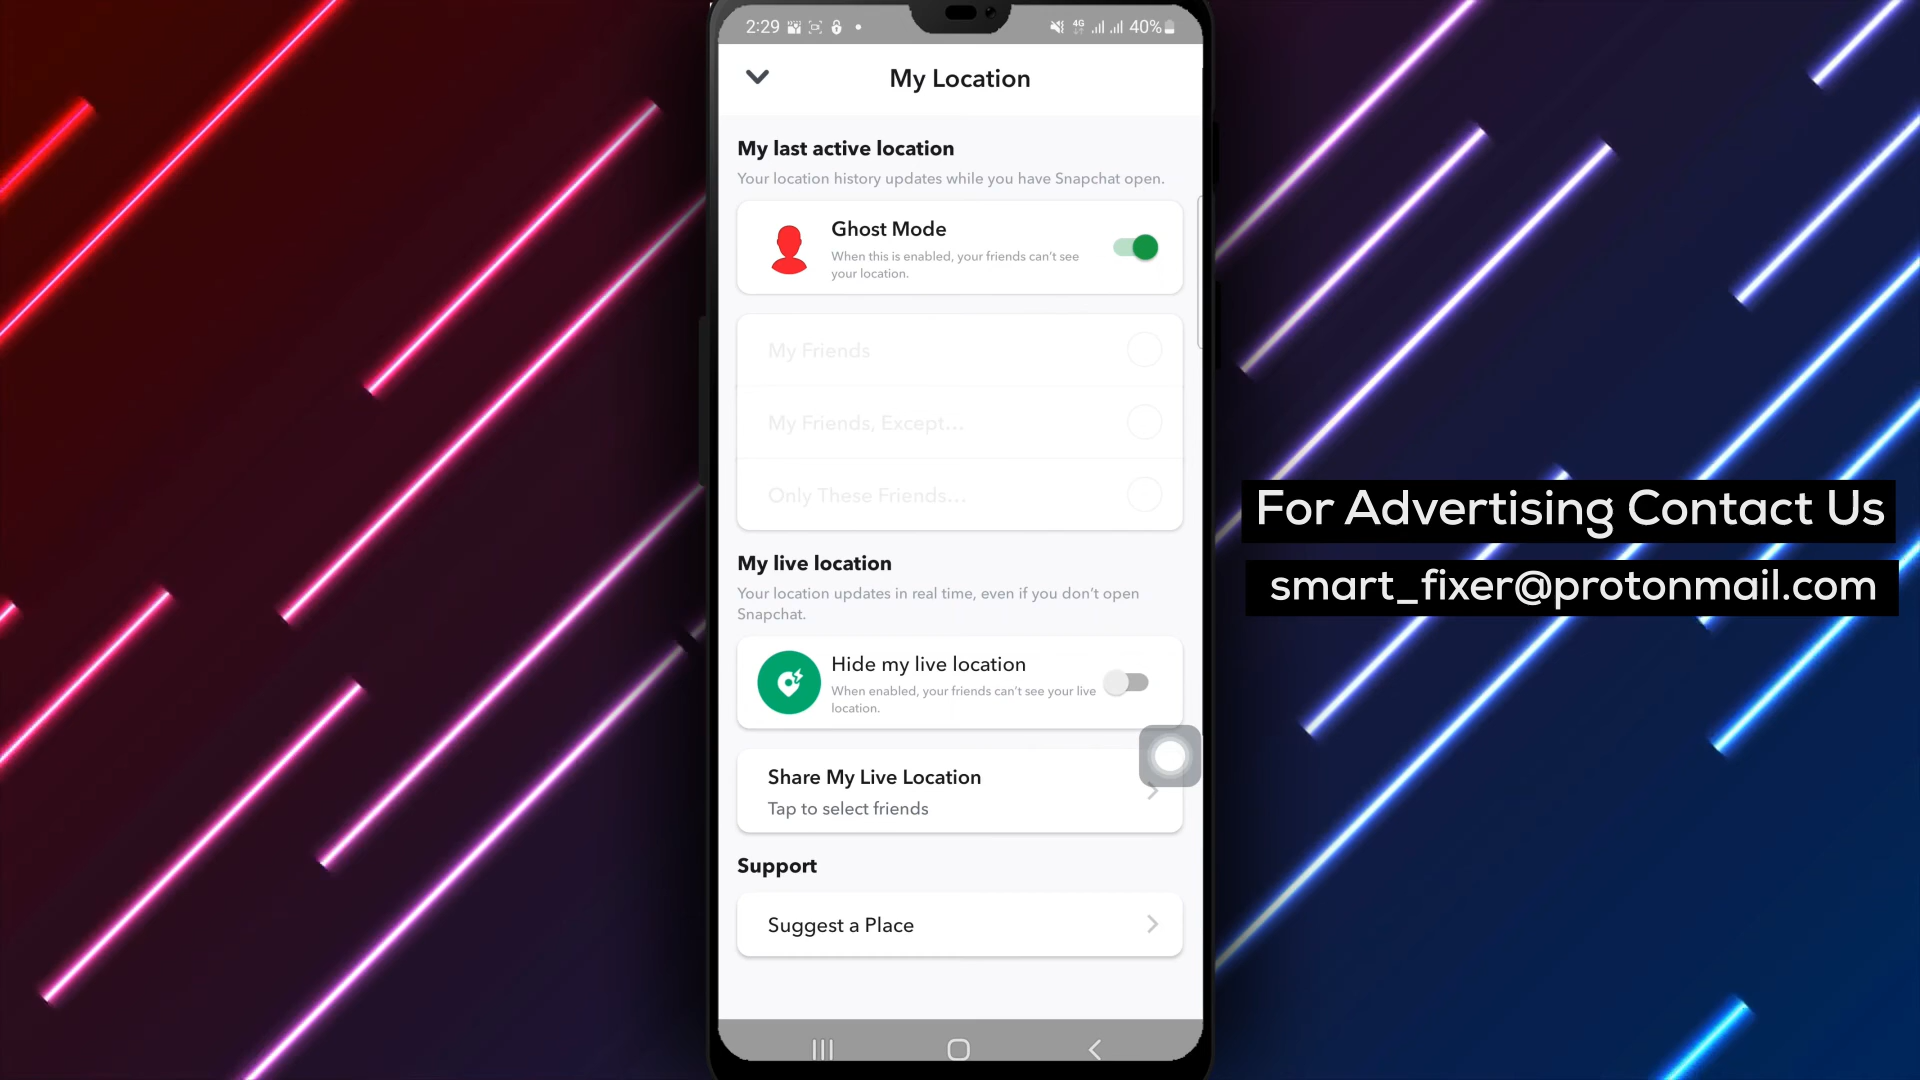 2:29
4G
40%
My Location
My last active location
Your location history updates while you have Snapchat open.
Ghost Mode
When this is enabled, your friends can't see
your location.
My Friends
My Friends, Except...
Only These Friends...
My live location
Your location updates in real time, even if you don't open
Snapchat.
Hide my live location
When enabled, your friends can't see your live
location.
Share My Live Location
Tap to select friends
Support
Suggest a Place
For Advertising Contact Us
smart_fixer@protonmail.com